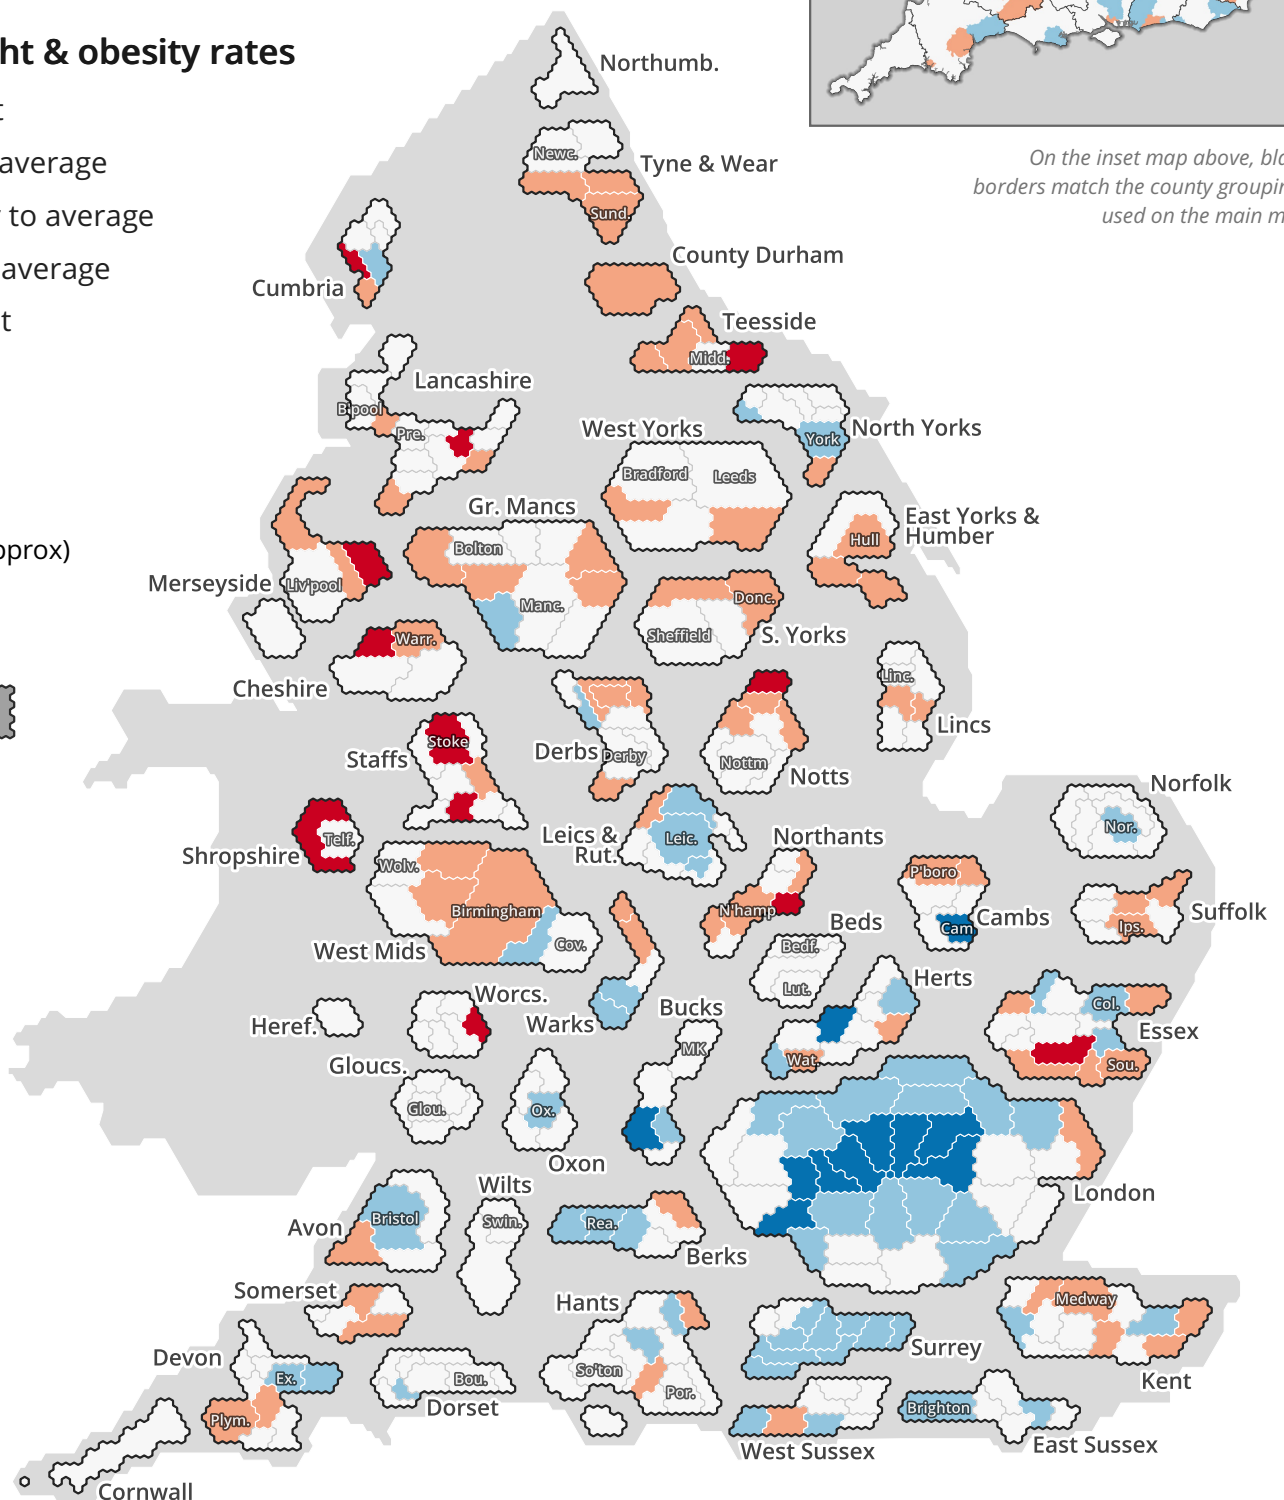 ht & obesity rates
t
average
r to average
average
t
pprox)
On the inset map above, bla
borders match the county groupin
used on the main m
Northumb.
Newc.
Tyne & Wear
Sund.
County Durham
Cumbria
Teesside
Midd.
Lancashire
B'pool
Pre.
West Yorks
North Yorks
York
Bradford
Leeds
Gr. Mancs
East Yorks &
Humber
Hull
Bolton
Merseyside
Liv'pool
Manc.
Donc.
Sheffield
S. Yorks
Warr.
Cheshire
Linc.
Lincs
Stoke
Staffs
Derbs
Derby
Nottm
Notts
Norfolk
Nor.
Telf.
Shropshire
Leics &
Rut.
Leic.
Northants
Wolv.
Birmingham
N'hamp
P'boro
Cam.
Cambs
Ips.
Suffolk
West Mids
Cov.
Beds
Bedf.
Lut.
Herts
Worcs.
Heref.
Warks
Bucks
MK
Wat.
Col.
Essex
Sou.
Gloucs.
Glou.
Ox.
Oxon
London
Wilts
Swin.
Avon
Bristol
Rea.
Berks
Somerset
Hants
Medway
Surrey
Kent
Devon
Ex.
Plym.
Bou.
Dorset
So'ton
Por.
Brighton
West Sussex
East Sussex
Cornwall